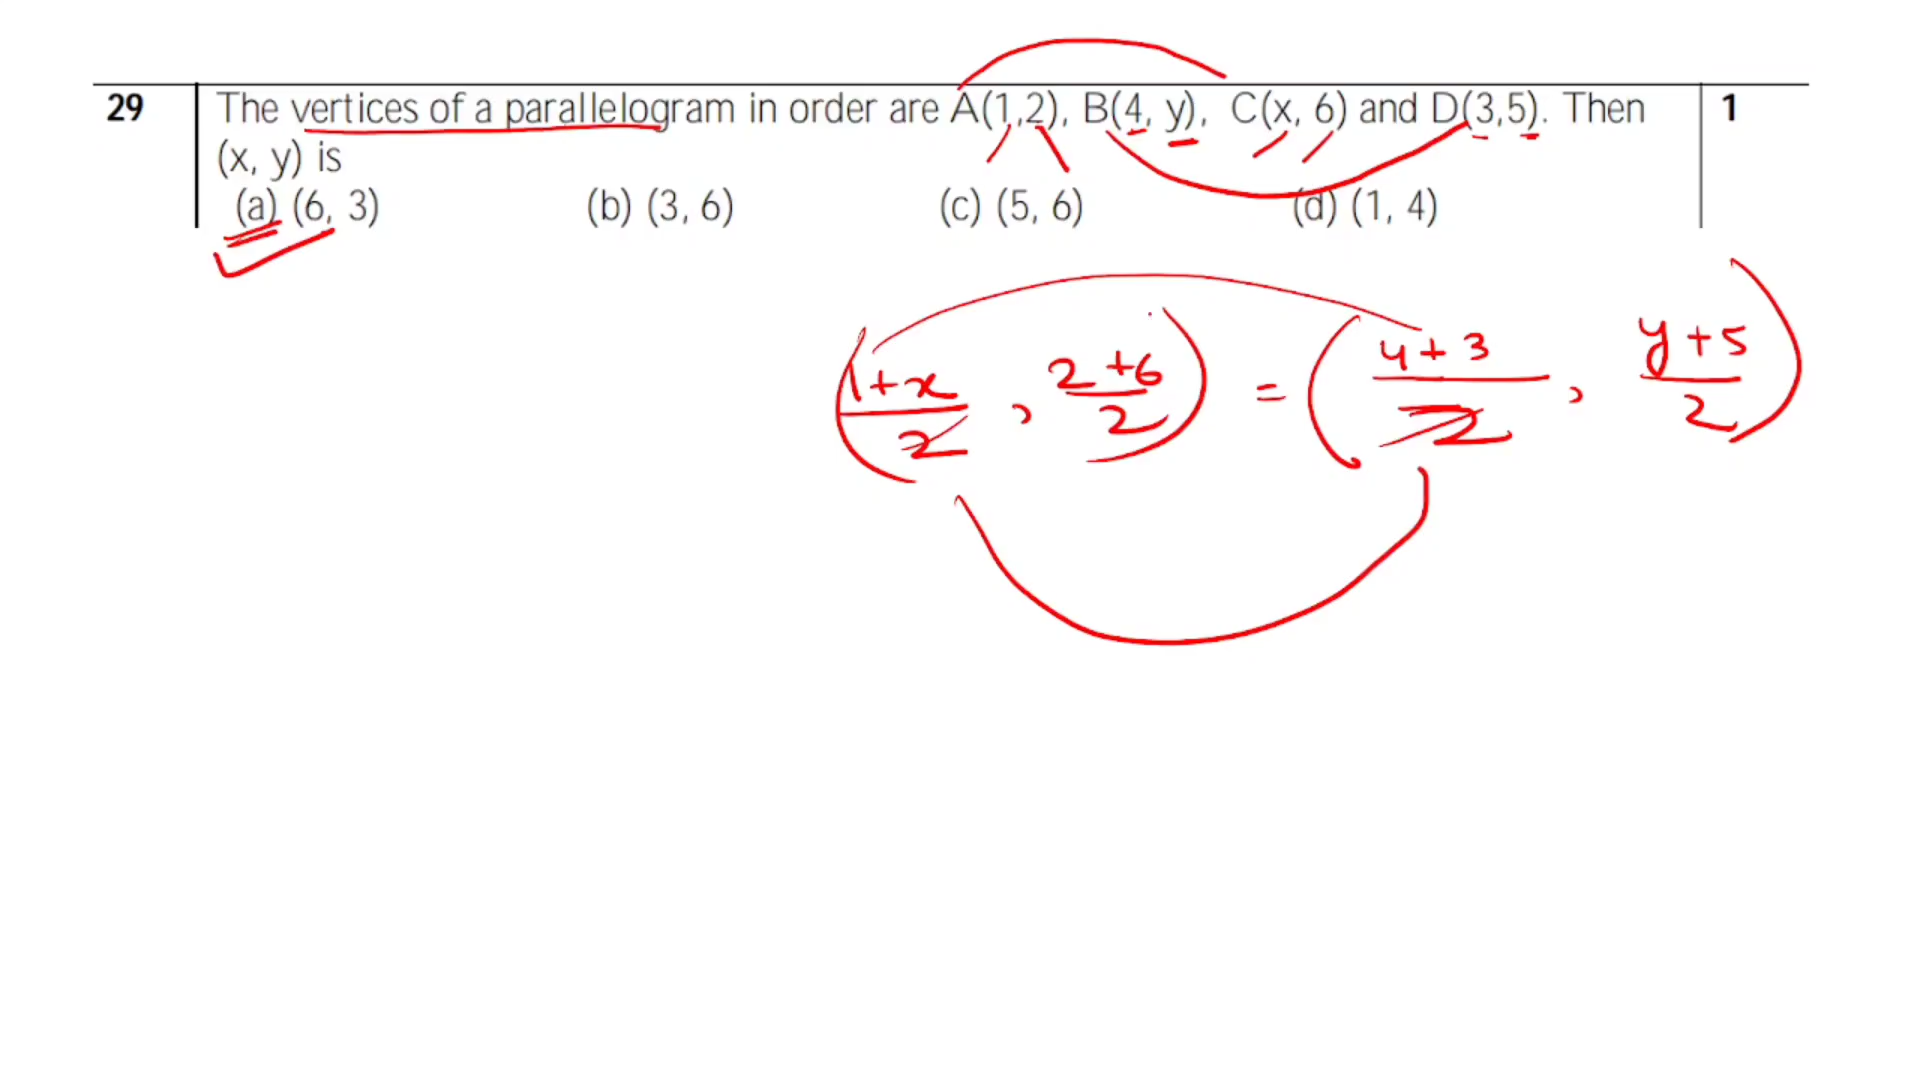 29 The vertices of a parallelogram in order are A(1,2), B(4, y), C(x, 6) and D(3,5). Then 1
(x, y) is
(a) (6, 3) (b) (3, 6) (c) (5, 6) (d) (1, 4)
(1+x/2 , 2+6/2) = (4+3/2 , y+5/2)